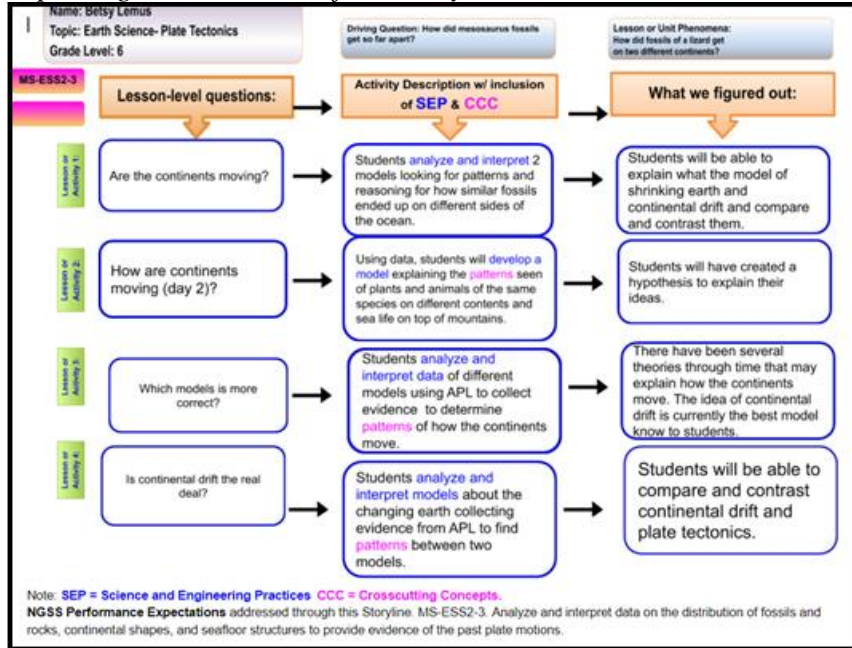 Name: Betsy Lemus
Topic: Earth Science- Plate Tectonics
Grade Level: 6
Driving Question: How did mesosaurus fossils
get so far apart?
Lesson or Unit Phenomena:
How did fossils of a lizard get
on two different continents?
MS-ESS2-3
Lesson-level questions:
Activity Description w/ inclusion
of SEP & CCC
What we figured out:
Lesson or
Activity 1:
Are the continents moving?
Students analyze and interpret 2
models looking for patterns and
reasoning for how similar fossils
ended up on different sides
of the ocean.
Students will be able to
explain what the model of
shrinking earth and
continental drift and compare
and contrast them.
Lesson or
Activity 2:
How are continents
moving (day 2)?
Using data, students will develop a
model explaining the patterns seen
of plants and animals of the same
species on different contents and
sea life on top of mountains.
Students will have created a
hypothesis to explain their
ideas.
Lesson or
Activity 3:
Which models is more
correct?
Students analyze and
interpret data of different
models using APL to collect
evidence to determine
patterns of how the continents
move.
There have been several
theories through time that may
explain how the continents
move. The idea of continental
drift is currently the best model
know to students.
Lesson or
Activity 4:
Is continental drift the real
deal?
Students analyze and
interpret models about the
changing earth collecting
evidence from APL to find
patterns between two
models.
Students will be able to
compare and contrast
continental drift and
plate tectonics.
Note: SEP = Science and Engineering Practices CCC = Crosscutting Concepts.
NGSS Performance Expectations addressed through this Storyline. MS-ESS2-3. Analyze and interpret data on the distribution of fossils and
rocks, continental shapes, and seafloor structures to provide evidence of the past plate motions.